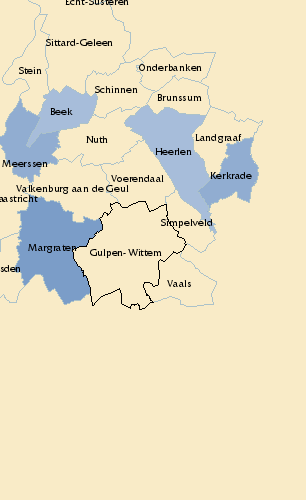 Echt-Susteren
Sittard-Geleen
Stein
Onderbanken
Schinnen
Brunssum
Beek
Nuth
Landgraaf
Heerlen
Meerssen
Voerendaal
Kerkrade
Valkenburg aan de Geul
aastricht
Simpelveld
Margraten
Gulpen-Wittem
sden
Vaals